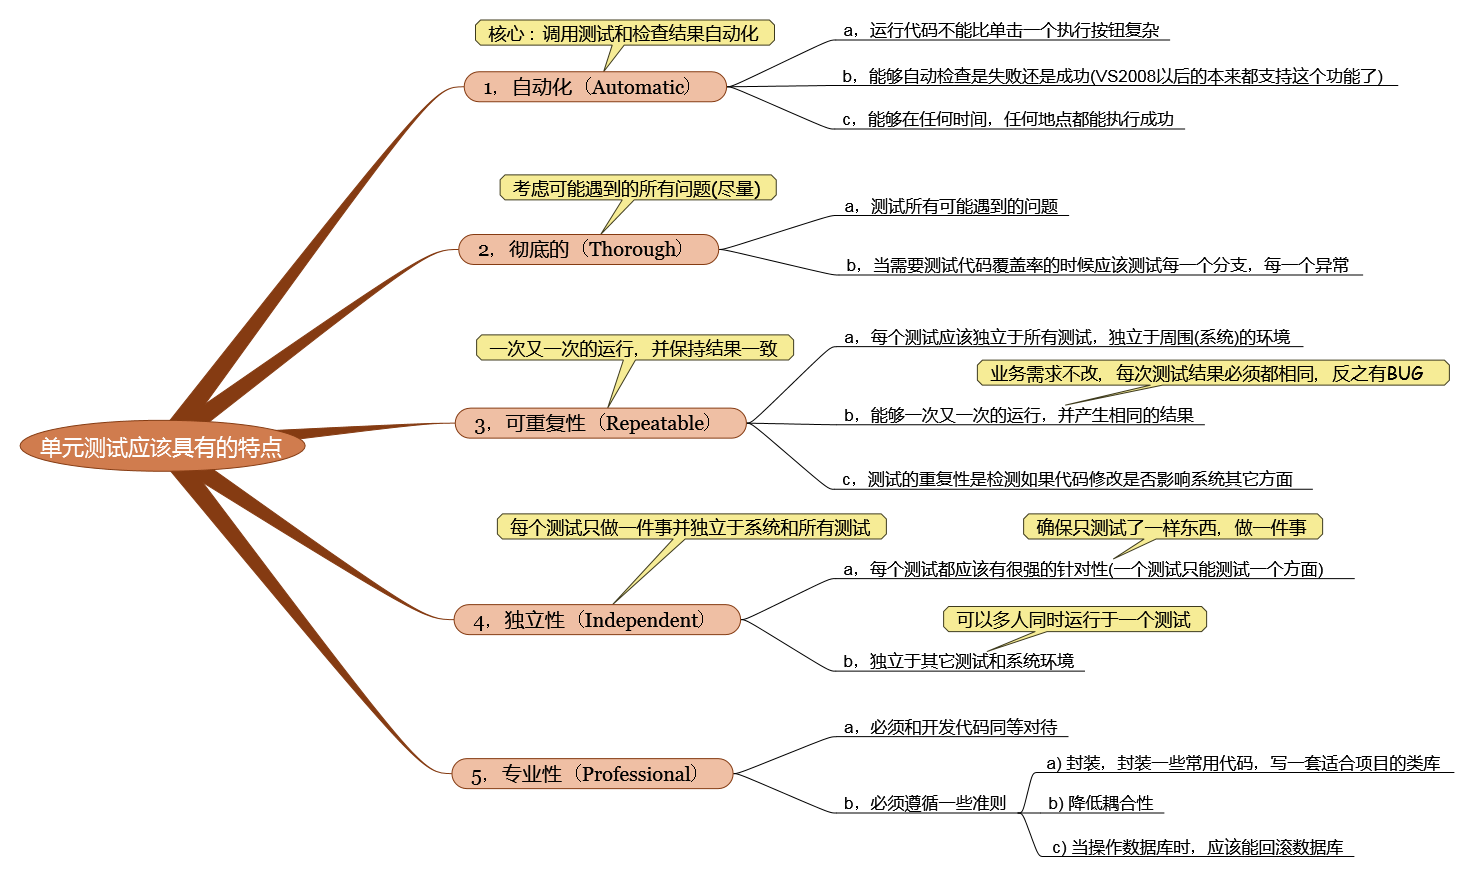 单元测试应该具有的特点
核心：调用测试和检查结果自动化
1，自动化（Automatic）
a，运行代码不能比单击一个执行按钮复杂
b，能够自动检查是失败还是成功(VS2008以后的本来都支持这个功能了)
c，能够在任何时间，任何地点都能执行成功
考虑可能遇到的所有问题(尽量)
2，彻底的（Thorough）
a，测试所有可能遇到的问题
b，当需要测试代码覆盖率的时候应该测试每一个分支，每一个异常
一次又一次的运行，并保持结果一致
3，可重复性（Repeatable）
a，每个测试应该独立于所有测试，独立于周围(系统)的环境
业务需求不改，每次测试结果必须都相同，反之有BUG
b，能够一次又一次的运行，并产生相同的结果
c，测试的重复性是检测如果代码修改是否影响系统其它方面
每个测试只做一件事并独立于系统和所有测试
4，独立性（Independent）
确保只测试了一样东西，做一件事
a，每个测试都应该有很强的针对性(一个测试只能测试一个方面)
可以多人同时运行于一个测试
b，独立于其它测试和系统环境
5，专业性（Professional）
a，必须和开发代码同等对待
b，必须遵循一些准则
a) 封装，封装一些常用代码，写一套适合项目的类库
b) 降低耦合性
c) 当操作数据库时，应该能回滚数据库